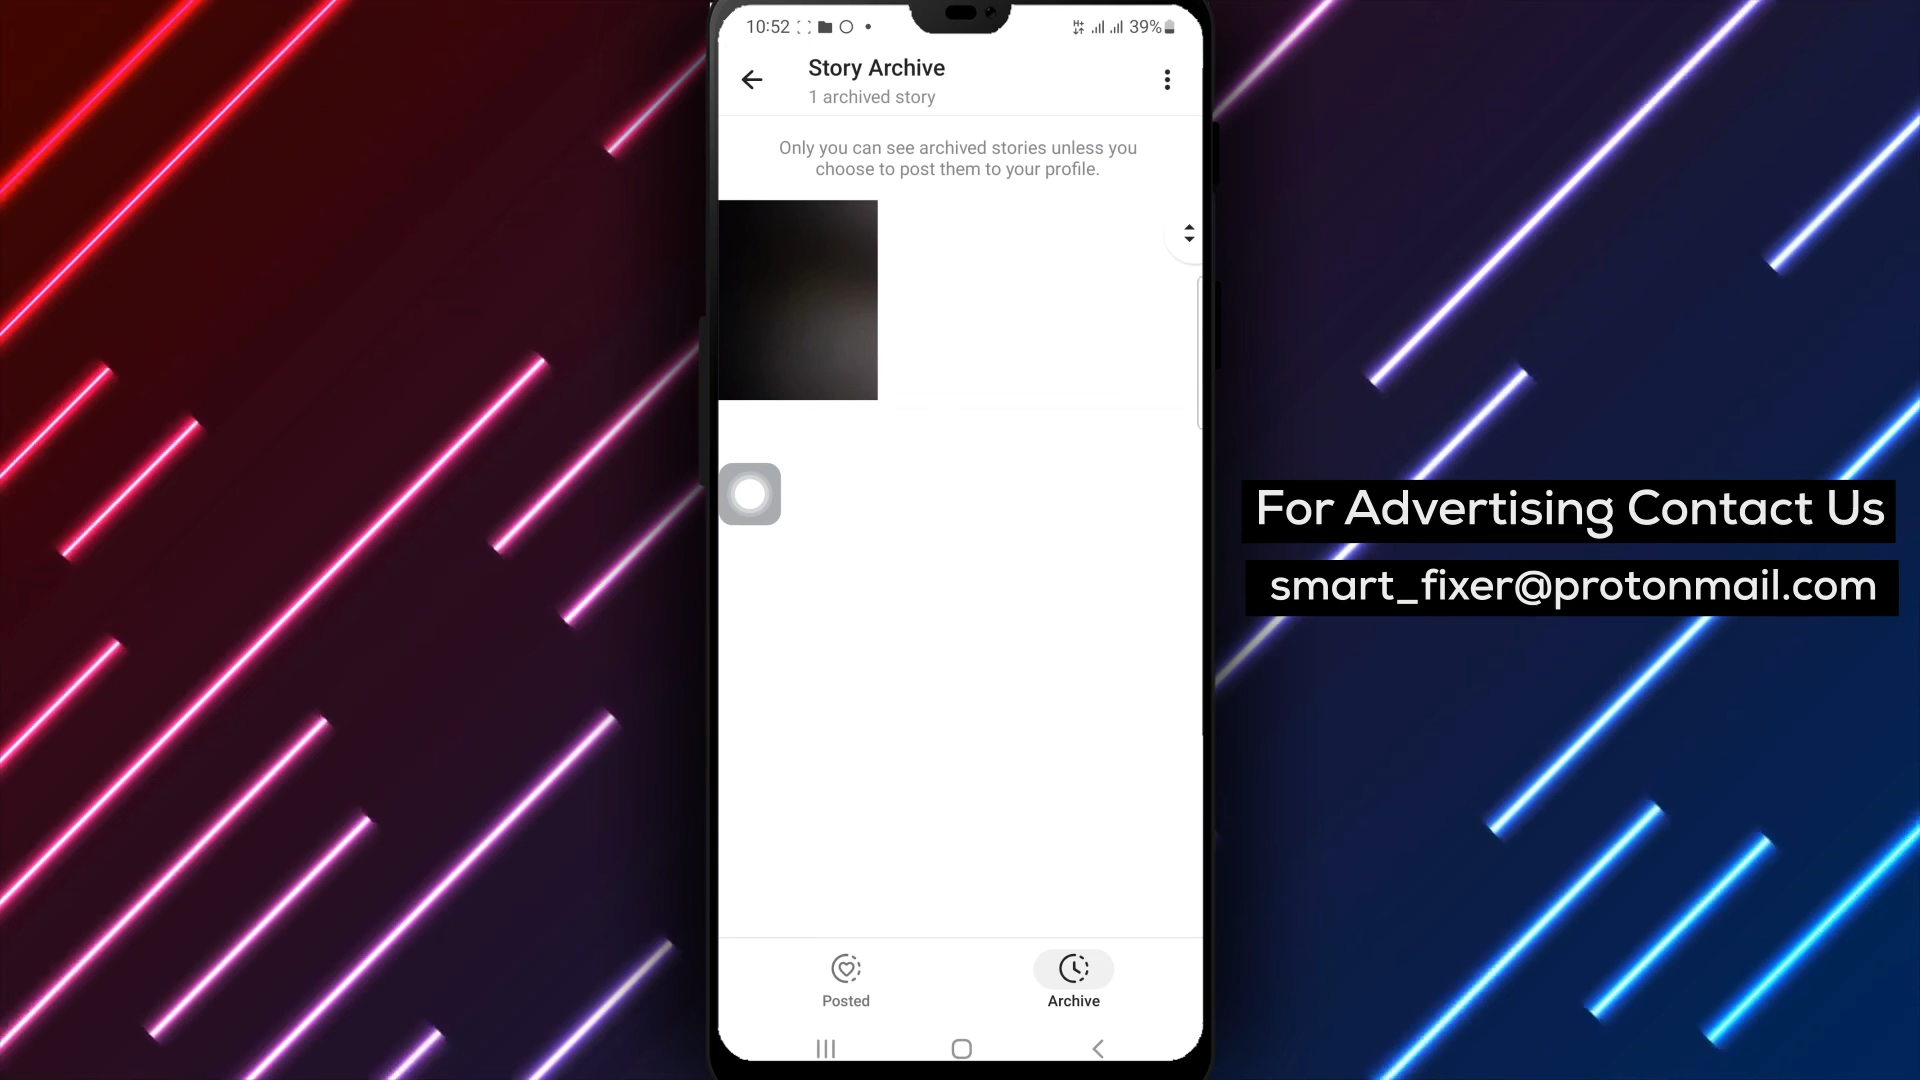 10:52
39%
Story Archive
1 archived story
Only you can see archived stories unless you
choose to post them to your profile.
For Advertising Contact Us
smart_fixer@protonmail.com
Posted
Archive